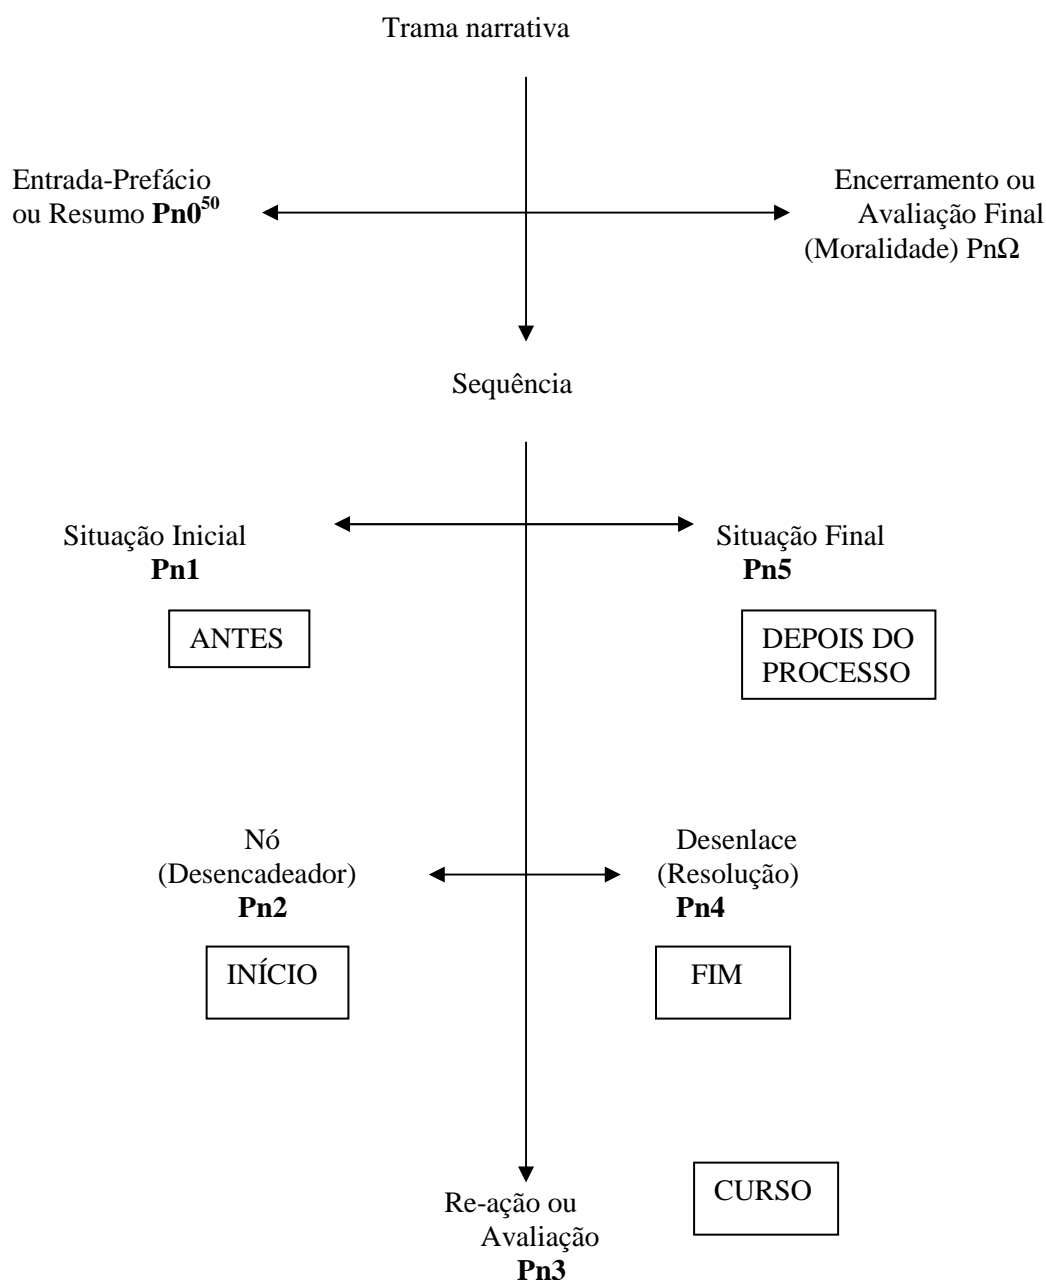 Trama narrativa
Entrada-Prefácio
ou Resumo Pn0⁵⁰
Encerramento ou
Avaliação Final
(Moralidade) PnΩ
Sequência
Situação Inicial
Pn1
Situação Final
Pn5
ANTES
DEPOIS DO
PROCESSO
Nó
(Desencadeador)
Pn2
Desenlace
(Resolução)
Pn4
INÍCIO
FIM
Re-ação ou
Avaliação
Pn3
CURSO